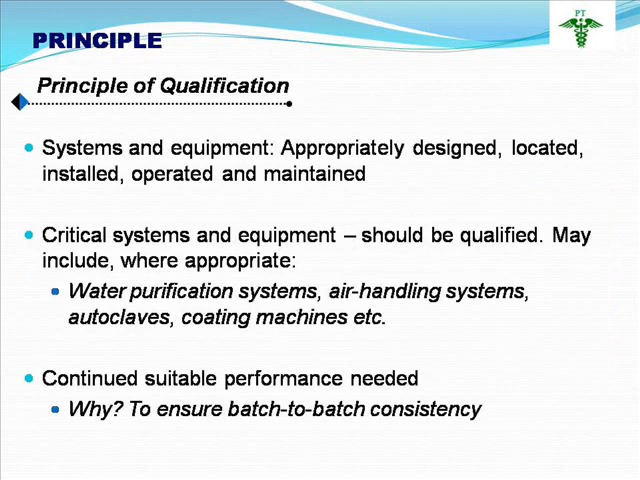 PT
PRINCIPLE
Principle of Qualification
Systems and equipment: Appropriately designed, located,
installed, operated and maintained
Critical systems and equipment – should be qualified. May
include, where appropriate:
Water purification systems, air-handling systems,
autoclaves, coating machines etc.
Continued suitable performance needed
Why? To ensure batch-to-batch consistency